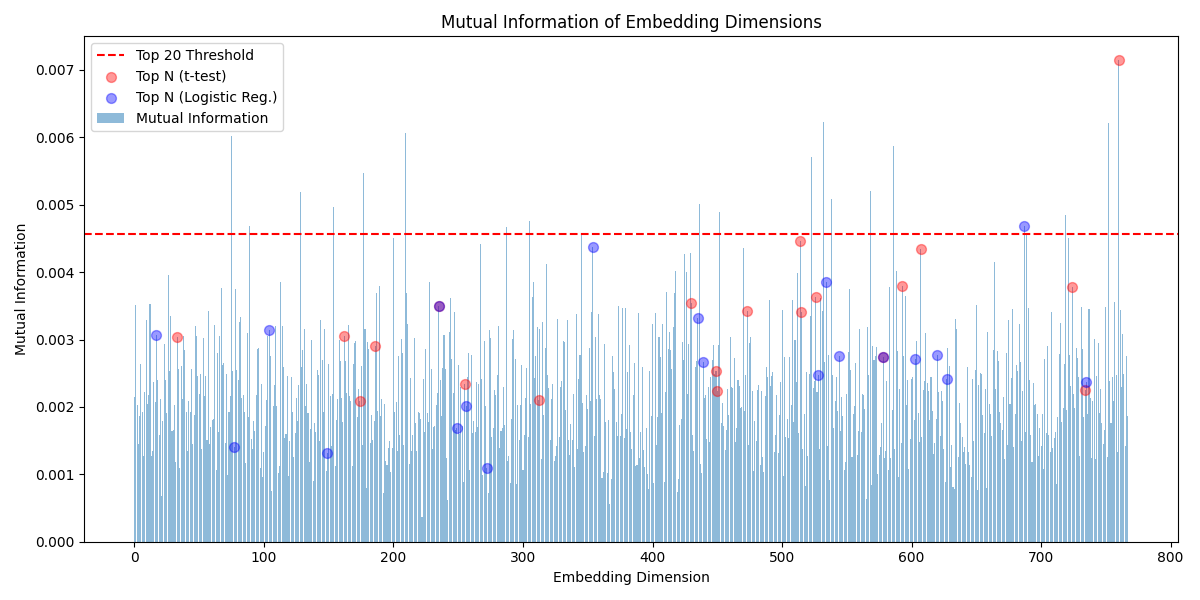 Mutual Information of Embedding Dimensions
Top 20 Threshold
Top N (t-test)
Top N (Logistic Reg.)
Mutual Information
0.007
0.006
0.005
0.004
0.003
0.002
0.001
0.000
Mutual Information
0 100 200 300 400 500 600 700 800
Embedding Dimension